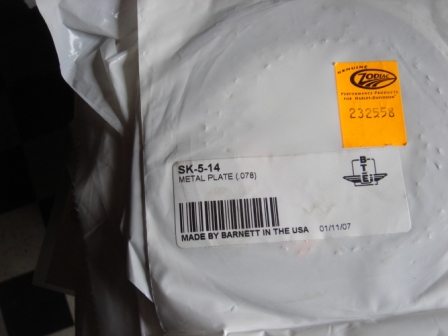 GENUINE
ZODIAC
PERFORMANCE PRODUCTS
FOR HARLEY-DAVIDSON
232558
SK-5-14
METAL PLATE (.078)
B
T
E
MADE BY BARNETT IN THE USA 01/11/07